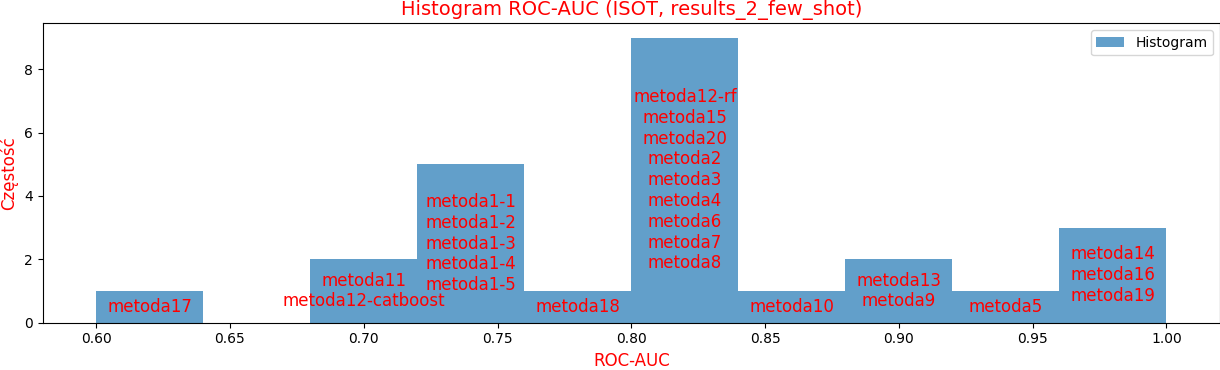 Histogram ROC-AUC (ISOT, results_2_few_shot)
Histogram
Częstość
8
6
4
2
0
metoda12-rf
metoda15
metoda20
metoda2
metoda3
metoda4
metoda6
metoda7
metoda8
metoda1-1
metoda1-2
metoda1-3
metoda1-4
metoda1-5
metoda11
metoda12-catboost
metoda17
metoda18
metoda10
metoda13
metoda9
metoda5
metoda14
metoda16
metoda19
0.60 0.65 0.70 0.75 0.80 0.85 0.90 0.95 1.00
ROC-AUC